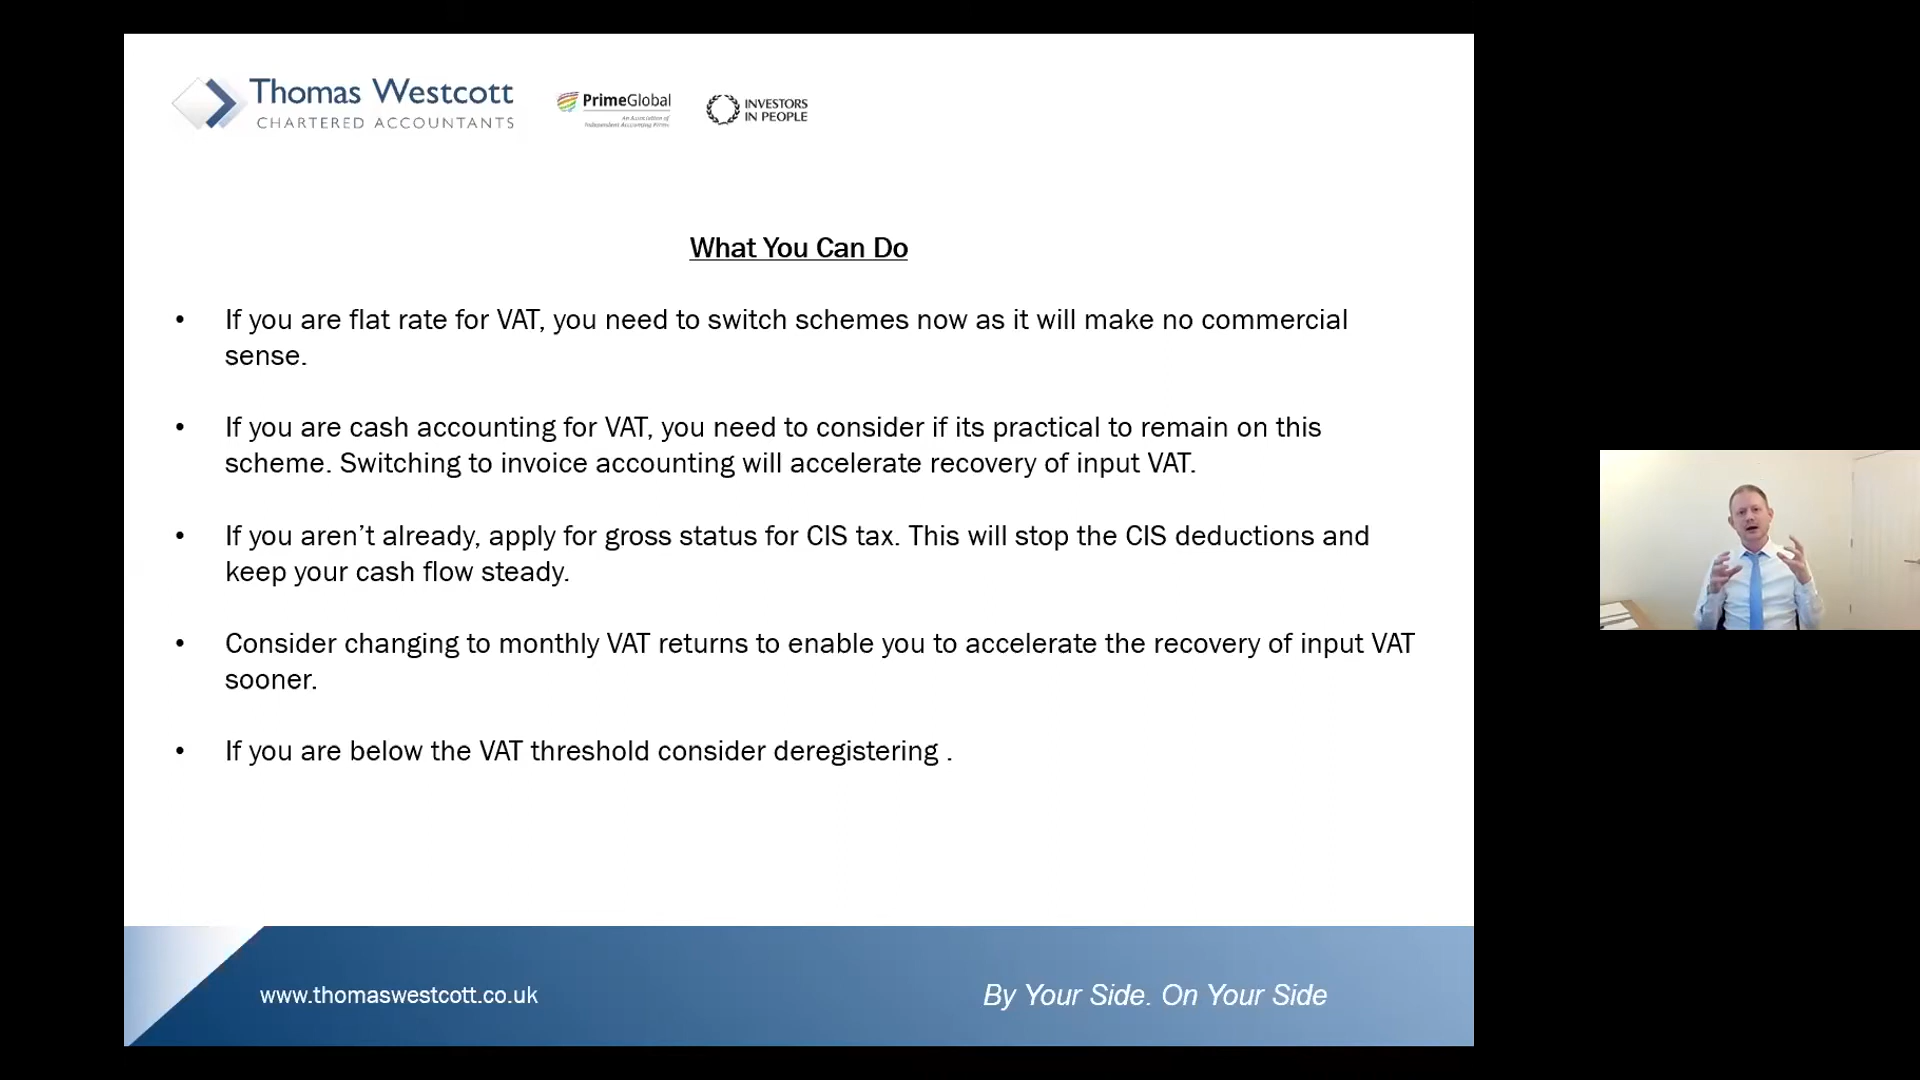 Thomas Westcott
CHARTERED ACCOUNTANTS
PrimeGlobal
An Association of
Independent Accounting Firms
INVESTORS
IN PEOPLE
What You Can Do
• If you are flat rate for VAT, you need to switch schemes now as it will make no commercial
sense.
• If you are cash accounting for VAT, you need to consider if its practical to remain on this
scheme. Switching to invoice accounting will accelerate recovery of input VAT.
• If you aren’t already, apply for gross status for CIS tax. This will stop the CIS deductions and
keep your cash flow steady.
• Consider changing to monthly VAT returns to enable you to accelerate the recovery of input VAT
sooner.
• If you are below the VAT threshold consider deregistering .
www.thomaswestcott.co.uk
By Your Side. On Your Side